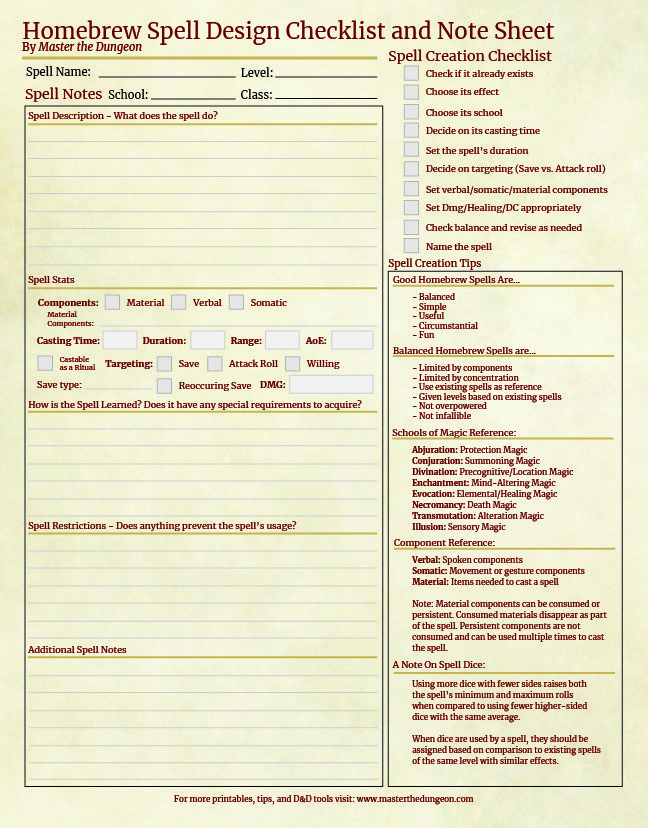 Homebrew Spell Design Checklist and Note Sheet
By Master the Dungeon
Spell Name:
Level:
Spell Notes School:
Class:
Spell Description - What does the spell do?
Spell Stats
Components:
Material
Verbal
Somatic
Material
Components:
Casting Time:
Duration:
Range:
AoE:
Castable
as a Ritual
Targeting:
Save
Attack Roll
Willing
Save type:
Reoccuring Save
DMG:
How is the Spell Learned? Does it have any special requirements to acquire?
Spell Restrictions - Does anything prevent the spell's usage?
Additional Spell Notes
Spell Creation Checklist
Check if it already exists
Choose its effect
Choose its school
Decide on its casting time
Set the spell's duration
Decide on targeting (Save vs. Attack roll)
Set verbal/somatic/material components
Set Dmg/Healing/DC appropriately
Check balance and revise as needed
Name the spell
Spell Creation Tips
Good Homebrew Spells Are...
- Balanced
- Simple
- Useful
- Circumstantial
- Fun
Balanced Homebrew Spells are...
- Limited by components
- Limited by concentration
- Use existing spells as reference
- Given levels based on existing spells
- Not overpowered
- Not infallible
Schools of Magic Reference:
Abjuration: Protection Magic
Conjuration: Summoning Magic
Divination: Precognitive/Location Magic
Enchantment: Mind-Altering Magic
Evocation: Elemental/Healing Magic
Necromancy: Death Magic
Transmutation: Alteration Magic
Illusion: Sensory Magic
Component Reference:
Verbal: Spoken components
Somatic: Movement or gesture components
Material: Items needed to cast a spell
Note: Material components can be consumed or
persistent. Consumed materials disappear as part
of the spell. Persistent components are not
consumed and can be used multiple times to cast
the spell.
A Note On Spell Dice:
Using more dice with fewer sides raises both
the spell's minimum and maximum rolls
when compared to using fewer higher-sided
dice with the same average.
When dice are used by a spell, they should be
assigned based on comparison to existing spells
of the same level with similar effects.
For more printables, tips, and D&D tools visit: www.masterthedungeon.com